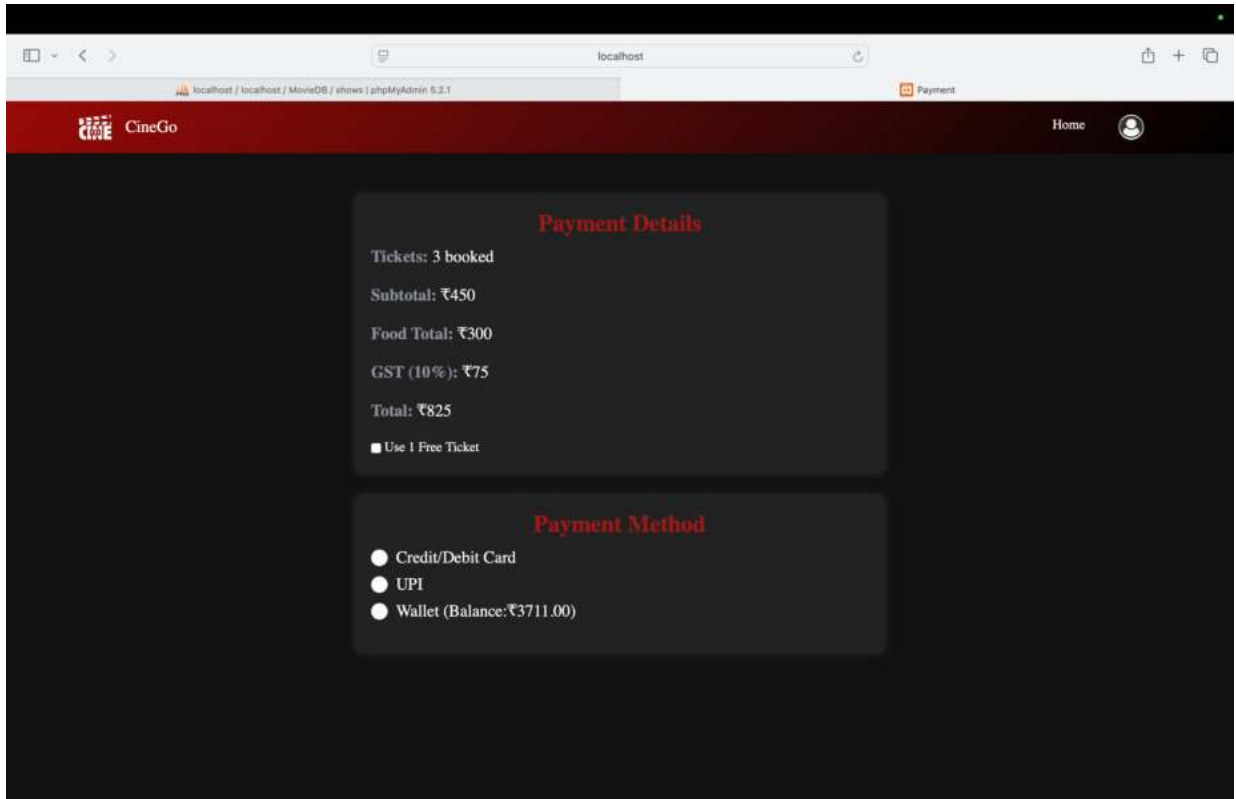 localhost
localhost / localhost / MovieDB / shows | phpMyAdmin 5.2.1
Payment
CODE CineGo
Home
Payment Details
Tickets: 3 booked
Subtotal: ₹450
Food Total: ₹300
GST (10%): ₹75
Total: ₹825
Use 1 Free Ticket
Payment Method
Credit/Debit Card
UPI
Wallet (Balance:₹3711.00)